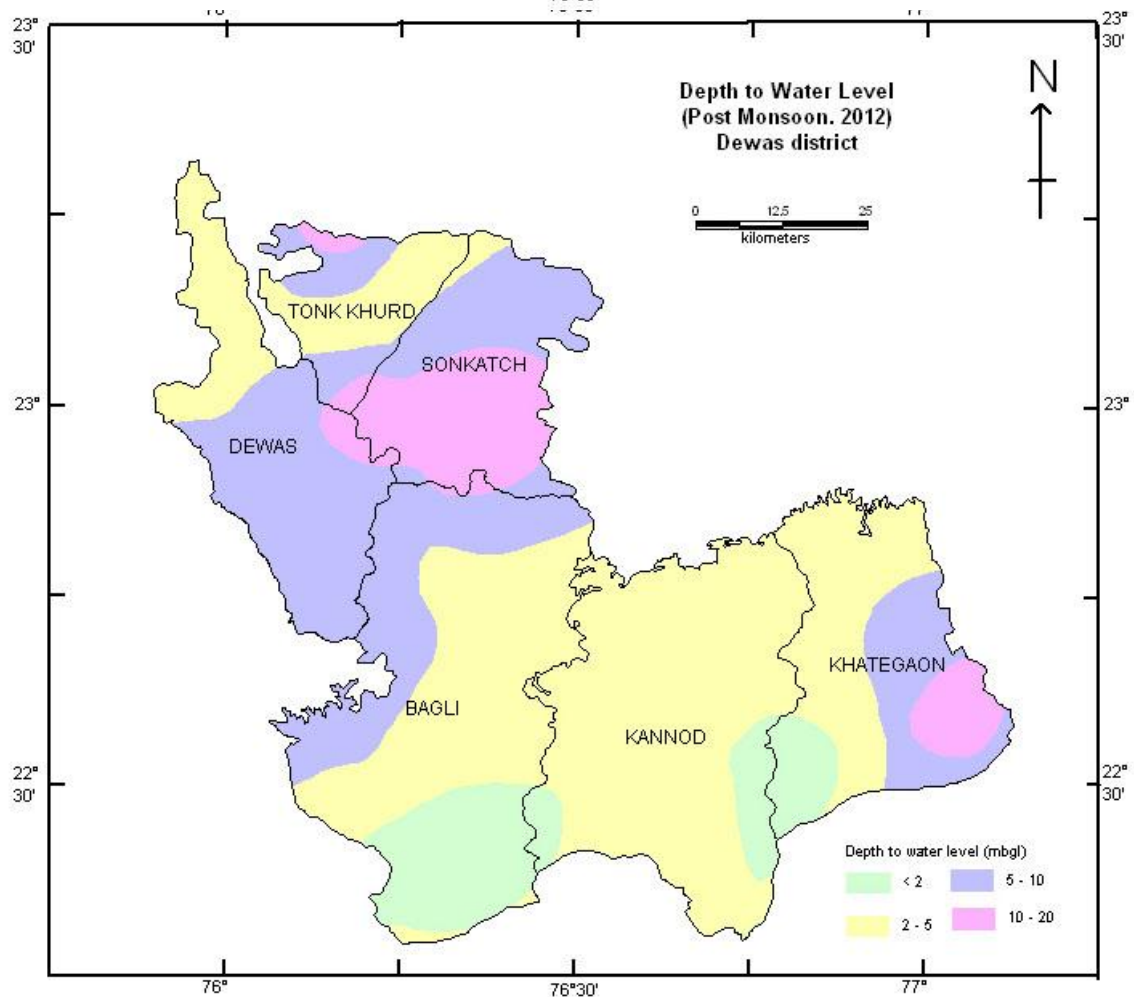 23°
30'
77
23°
30'
N
Depth to Water Level
(Post Monsoon. 2012)
Dewas district
0 12.5 25
kilometers
TONK KHURD
SONKATCH
23°
23°
DEWAS
KHATEGAON
BAGLI
KANNOD
22°
30'
22°
30'
Depth to water level (mbgl)
< 2
5 - 10
2 - 5
10 - 20
76°
76°30'
77°